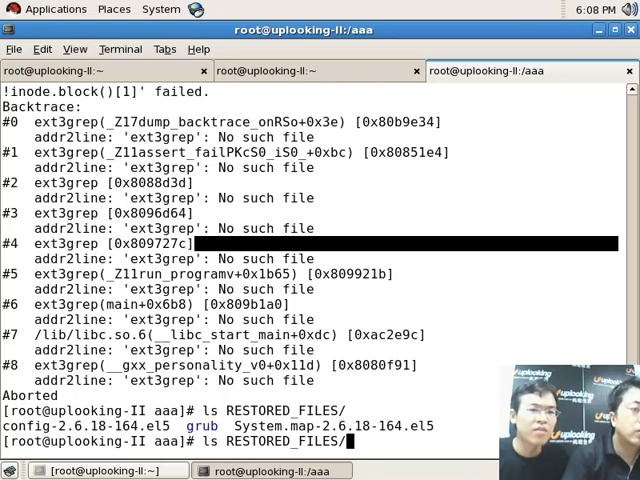 Applications Places System 6:08 PM
root@uplooking-II:/aaa
File Edit View Terminal Tabs Help
root@uplooking-II:~ root@uplooking-II:~ root@uplooking-II:/aaa
!inode.block()[1]' failed.
Backtrace:
#0 ext3grep(_Z17dump_backtrace_onRSo+0x3e) [0x80b9e34]
addr2line: 'ext3grep': No such file
#1 ext3grep(_Z11assert_failPKcS0_iS0_+0xbc) [0x80851e4]
addr2line: 'ext3grep': No such file
#2 ext3grep [0x8088d3d]
addr2line: 'ext3grep': No such file
#3 ext3grep [0x8096d64]
addr2line: 'ext3grep': No such file
#4 ext3grep [0x809727c]
addr2line: 'ext3grep': No such file
#5 ext3grep(_Z11run_programv+0x1b65) [0x809921b]
addr2line: 'ext3grep': No such file
#6 ext3grep(main+0x6b8) [0x809b1a0]
addr2line: 'ext3grep': No such file
#7 /lib/libc.so.6(__libc_start_main+0xdc) [0xac2e9c]
addr2line: 'ext3grep': No such file
#8 ext3grep(__gxx_personality_v0+0x11d) [0x8080f91]
addr2line: 'ext3grep': No such file
Aborted
[root@uplooking-II aaa]# ls RESTORED_FILES/
config-2.6.18-164.el5 grub System.map-2.6.18-164.el5
[root@uplooking-II aaa]# ls RESTORED_FILES/
[root@uplooking-II:~] root@uplooking-II:/aaa